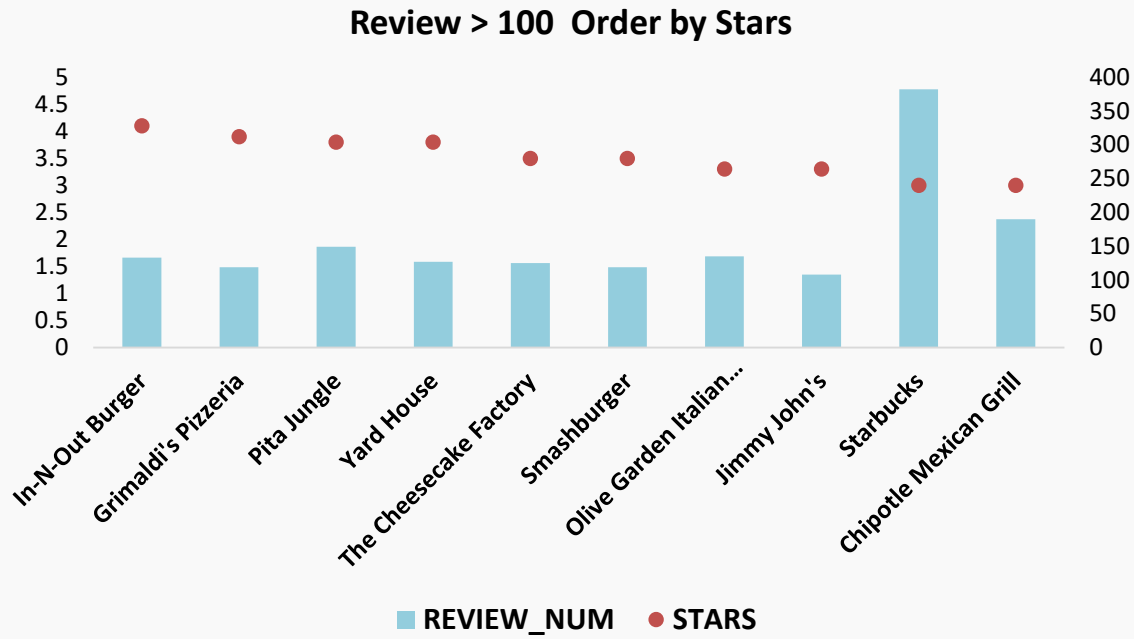 Review > 100 Order by Stars
5
4.5
4
3.5
3
2.5
2
1.5
1
0.5
0
400
350
300
250
200
150
100
50
0
In-N-Out Burger
Grimaldi's Pizzeria
Pita Jungle
Yard House
The Cheesecake Factory
Smashburger
Olive Garden Italian...
Jimmy John's
Starbucks
Chipotle Mexican Grill
REVIEW_NUM
STARS